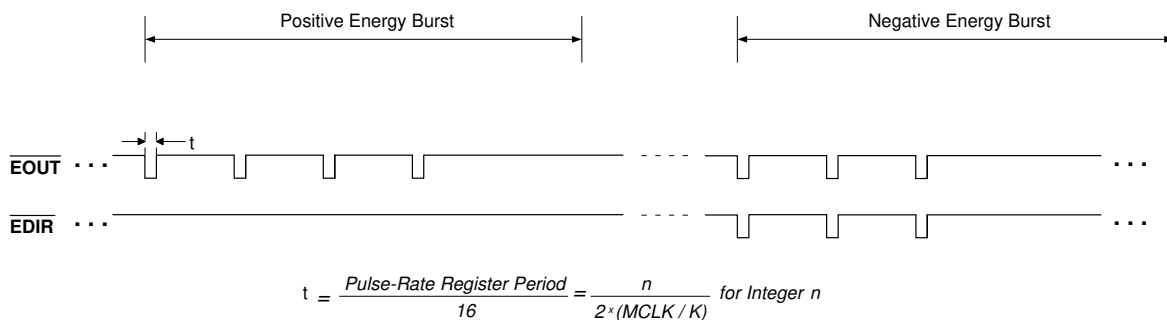 Positive Energy Burst Negative Energy Burst
t
EOUT . . . . . .
EDIR . . . . . .
t = Pulse-Rate Register Period / 16 = n / 2 x (MCLK / K) for Integer n